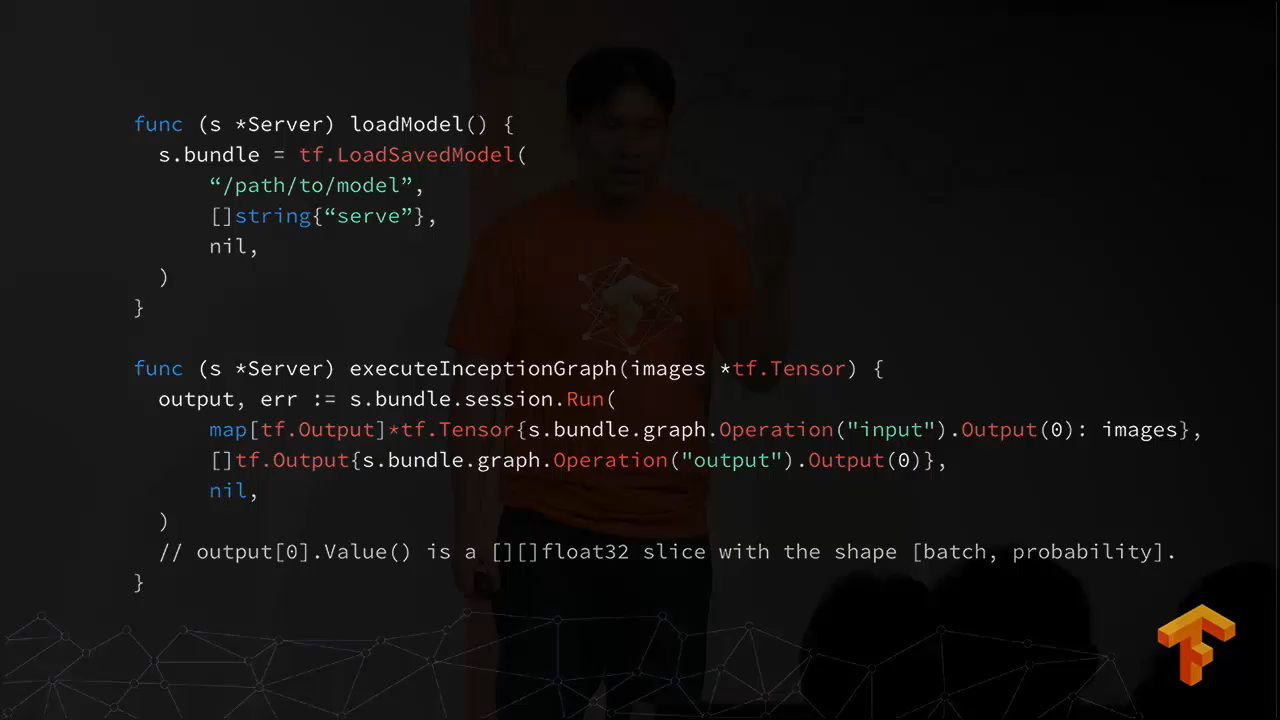 func (s *Server) loadModel() {
s.bundle = tf.LoadSavedModel(
“/path/to/model”,
[]string{“serve”},
nil,
)
}
func (s *Server) executeInceptionGraph(images *tf.Tensor) {
output, err := s.bundle.session.Run(
map[tf.Output]*tf.Tensor{s.bundle.graph.Operation("input").Output(0): images},
[]tf.Output{s.bundle.graph.Operation("output").Output(0)},
nil,
)
// output[0].Value() is a [][]float32 slice with the shape [batch, probability].
}